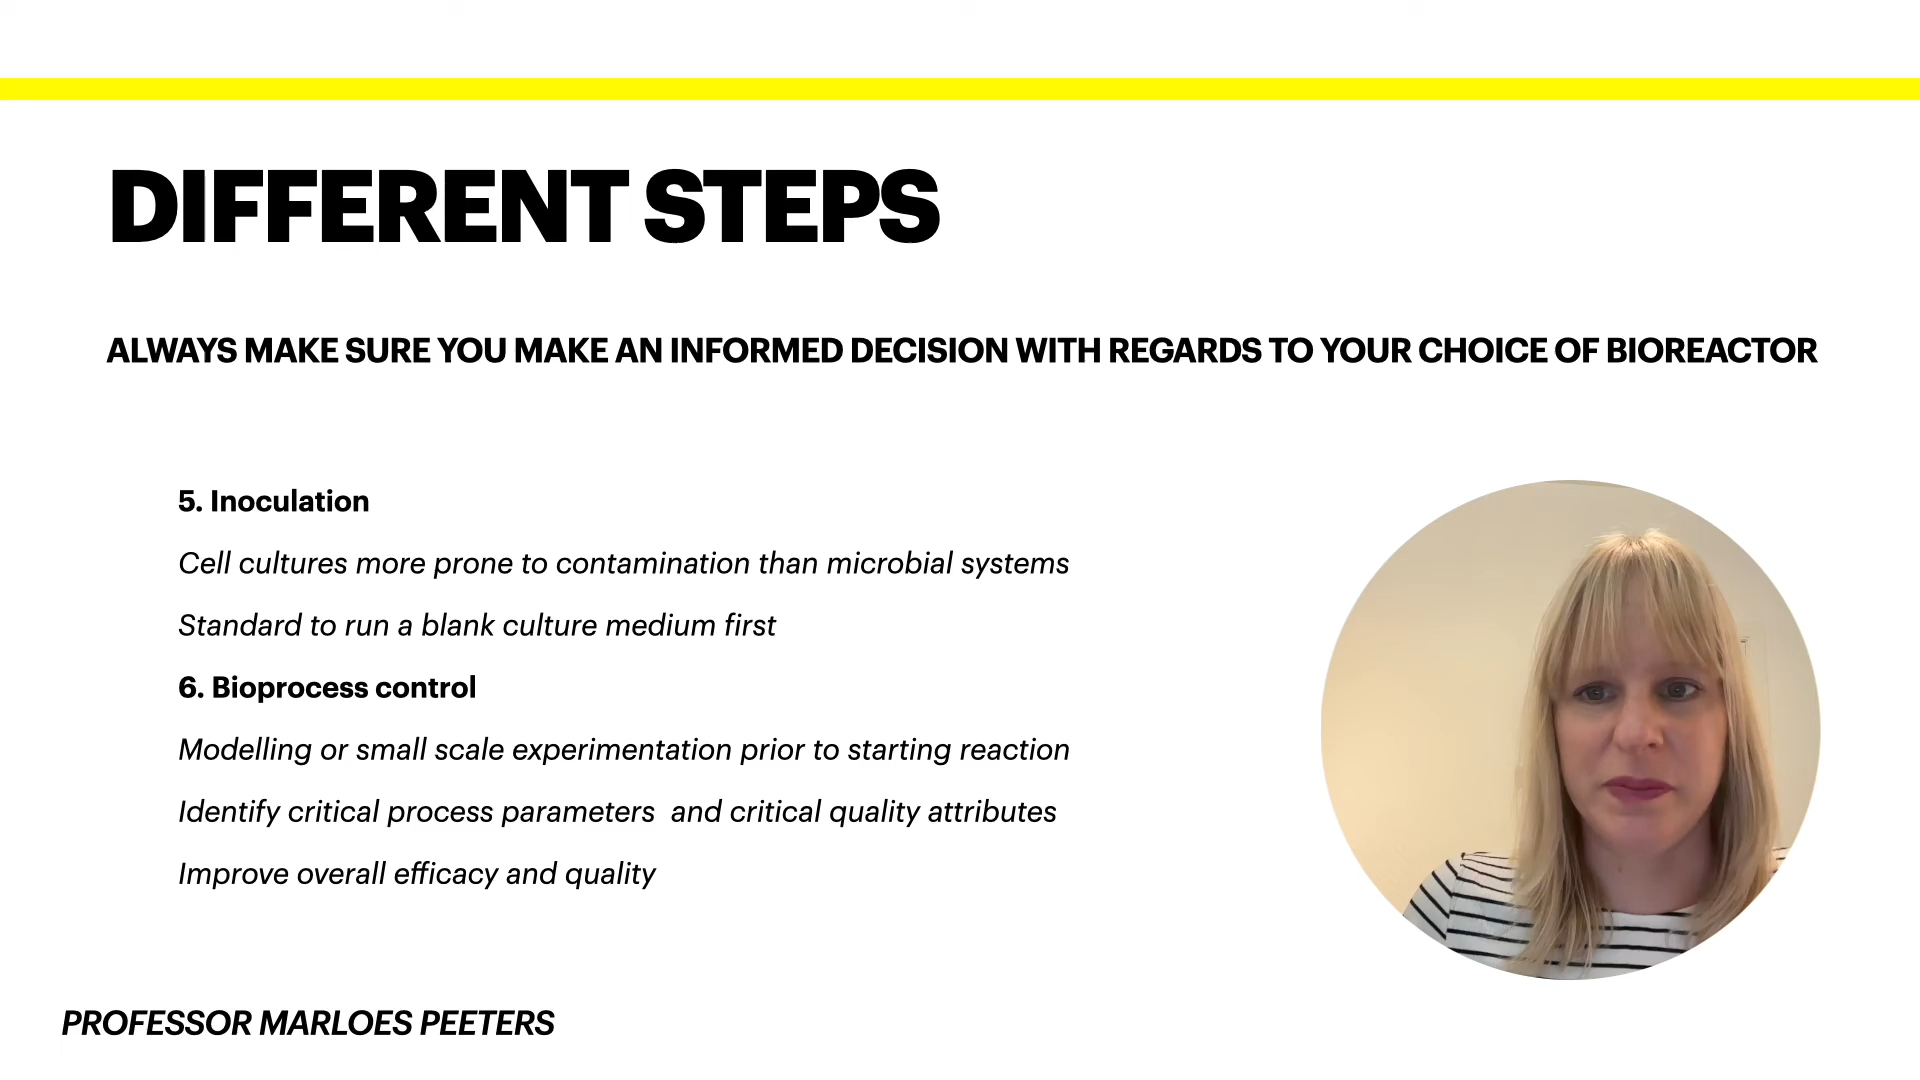 DIFFERENT STEPS
ALWAYS MAKE SURE YOU MAKE AN INFORMED DECISION WITH REGARDS TO YOUR CHOICE OF BIOREACTOR
5. Inoculation
Cell cultures more prone to contamination than microbial systems
Standard to run a blank culture medium first
6. Bioprocess control
Modelling or small scale experimentation prior to starting reaction
Identify critical process parameters  and critical quality attributes
Improve overall efficacy and quality
PROFESSOR MARLOES PEETERS